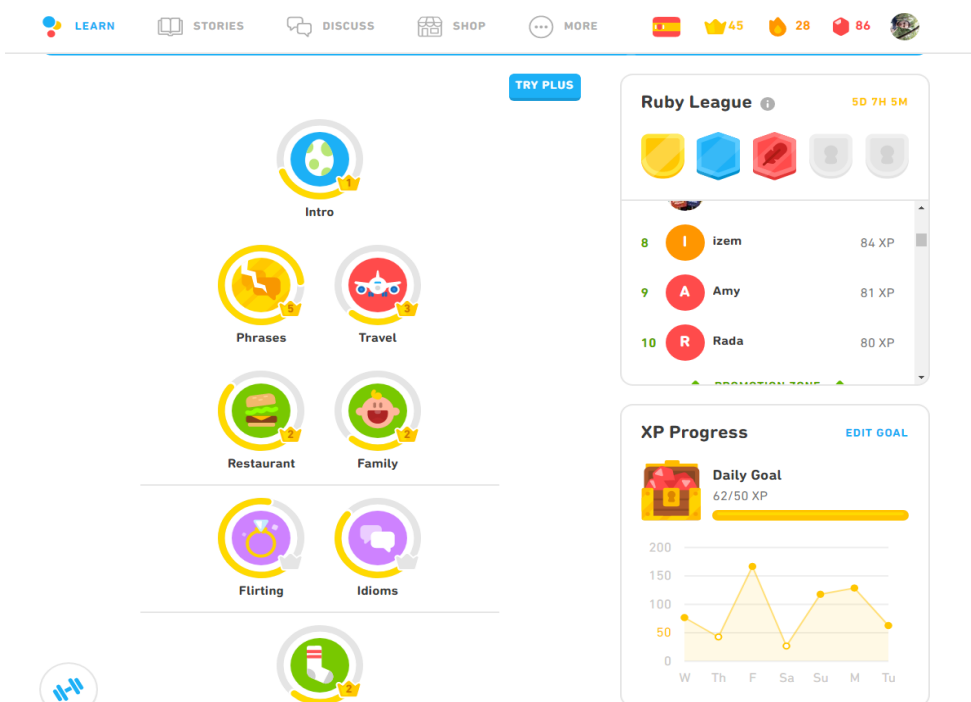 LEARN STORIES DISCUSS SHOP MORE 45 28 86
TRY PLUS
1
Intro
5 3
Phrases Travel
2 2
Restaurant Family
Flirting Idioms
2
Ruby League 5D 7H 5M
8 I izem 84 XP
9 A Amy 81 XP
10 R Rada 80 XP
PROMOTION ZONE
XP Progress EDIT GOAL
Daily Goal
62/50 XP
200
150
100
50
0
W Th F Sa Su M Tu